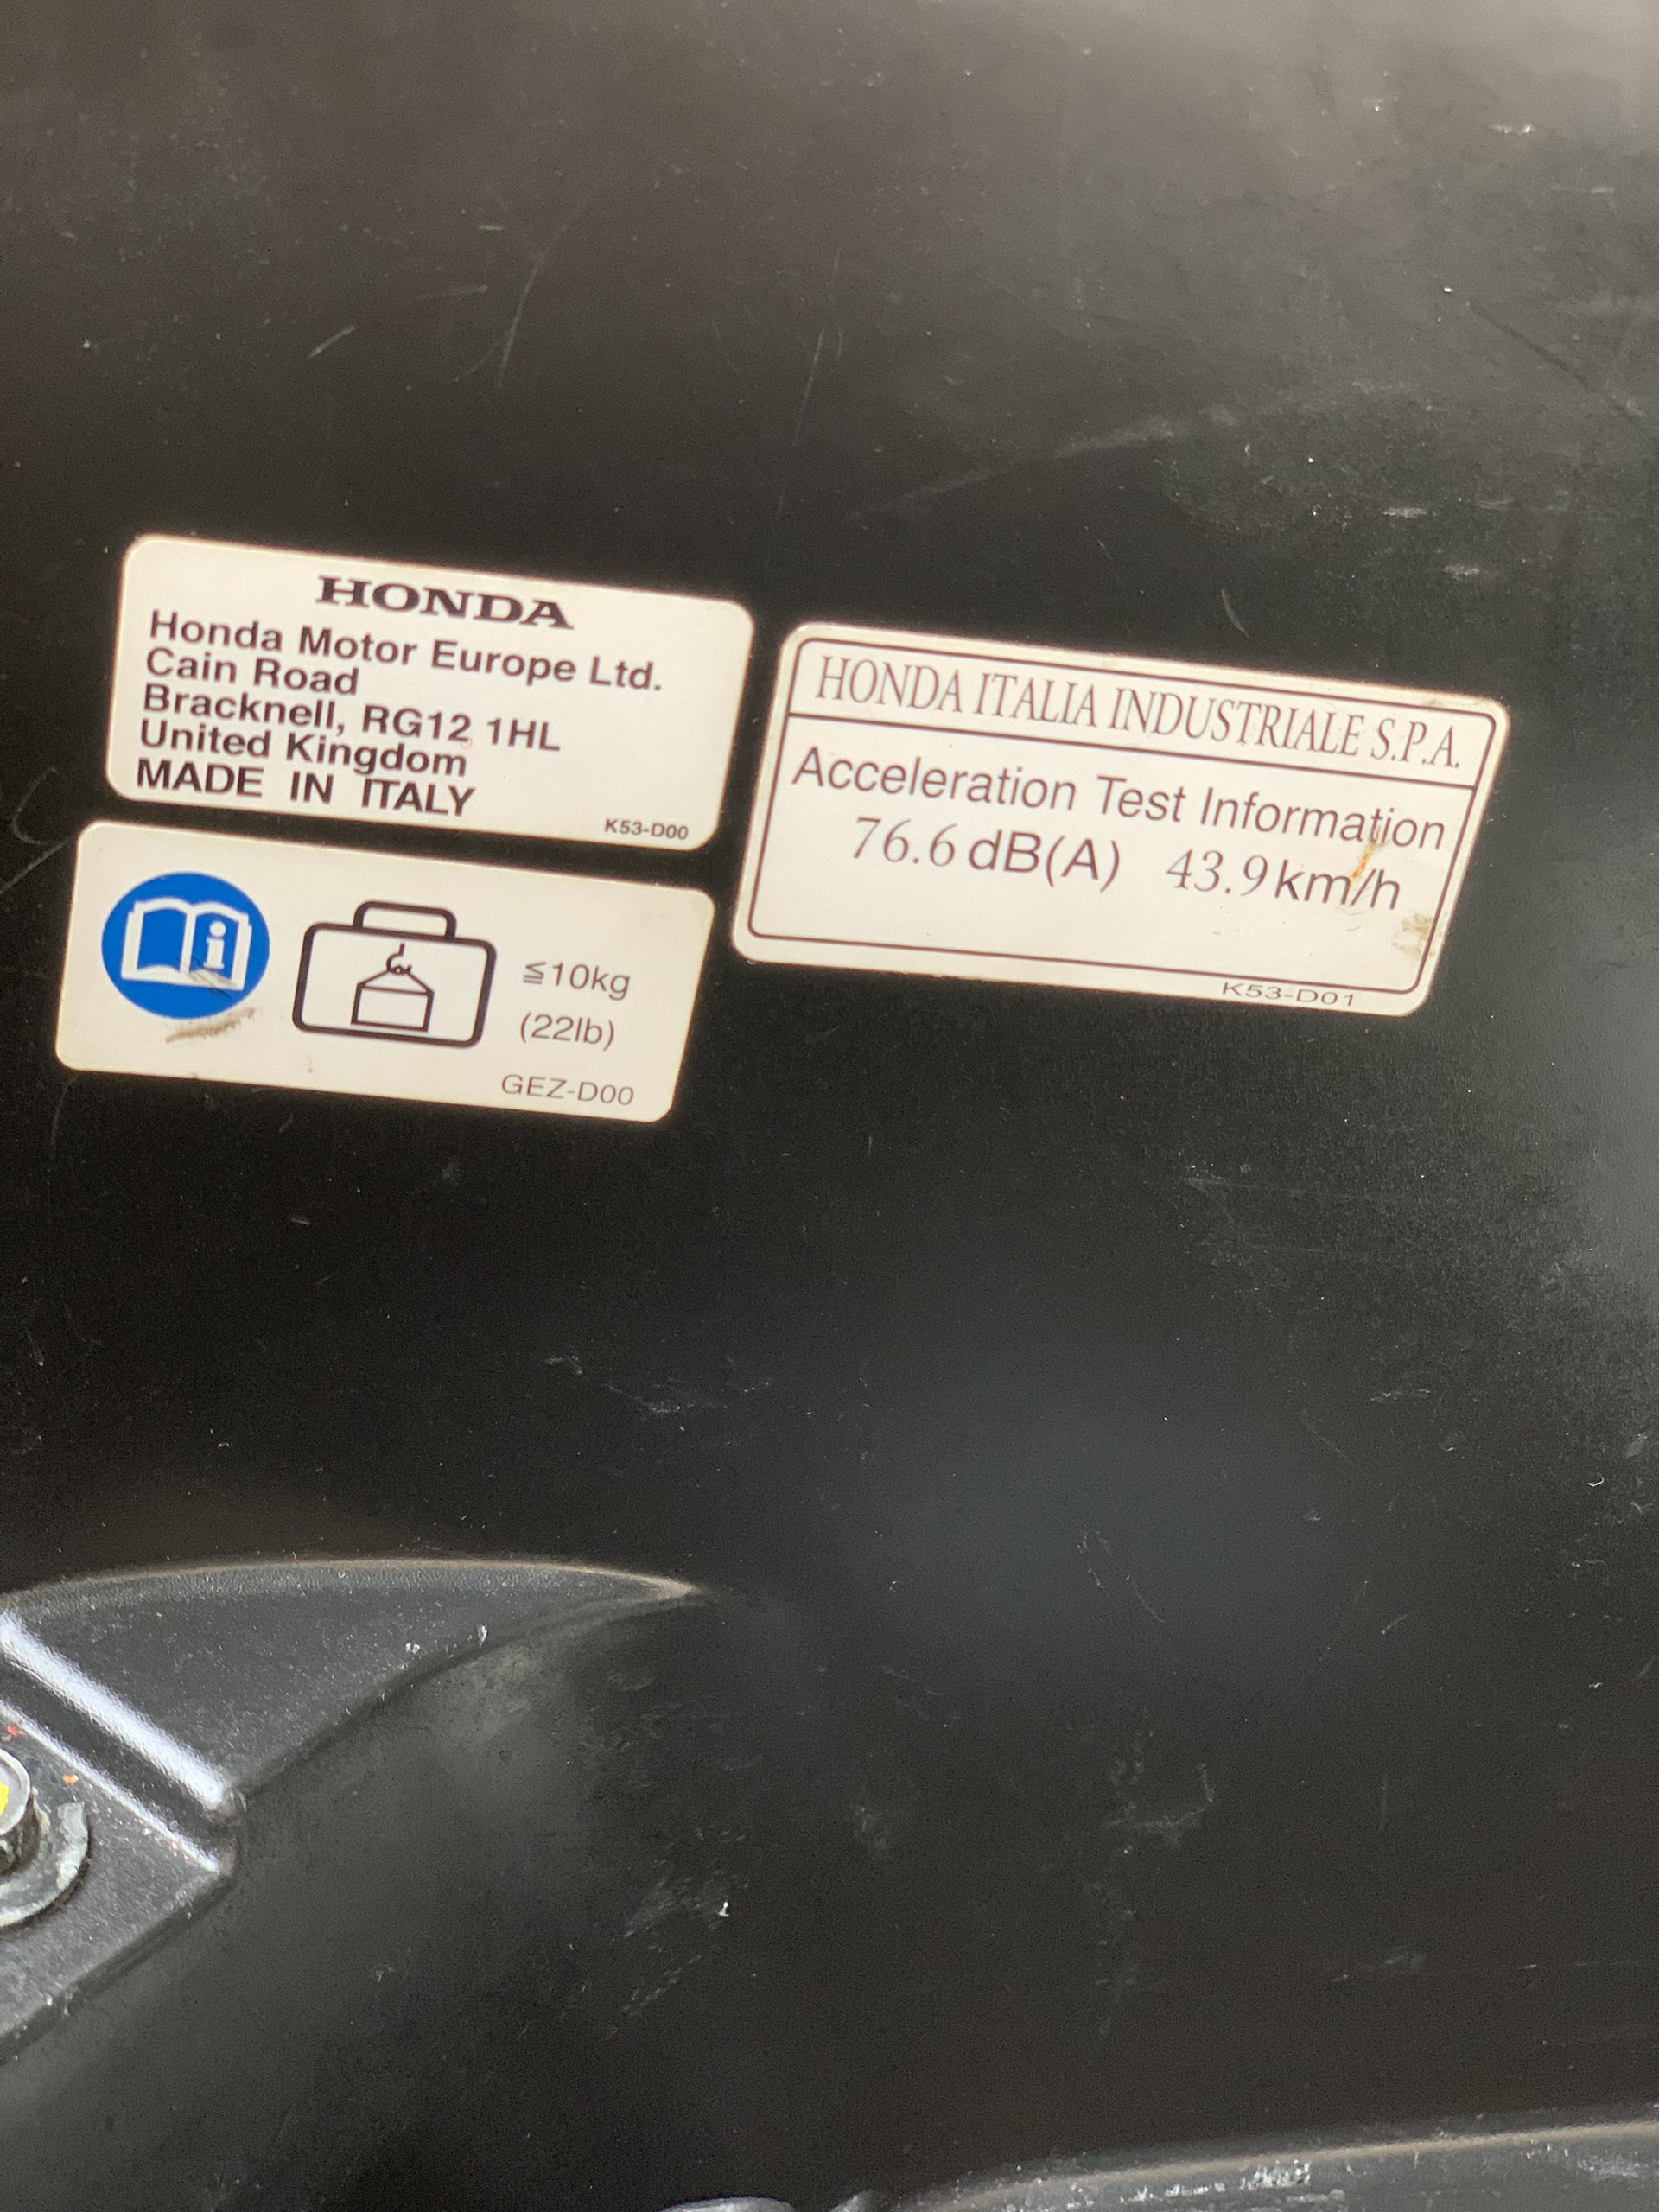 HONDA
Honda Motor Europe Ltd.
Cain Road
Bracknell, RG12 1HL
United Kingdom
MADE IN ITALY
K53-D00
HONDA ITALIA INDUSTRIALE S.P.A.
Acceleration Test Information
76.6 dB(A) 43.9 km/h
K53-D01
i
≦10kg
(22lb)
GEZ-D00